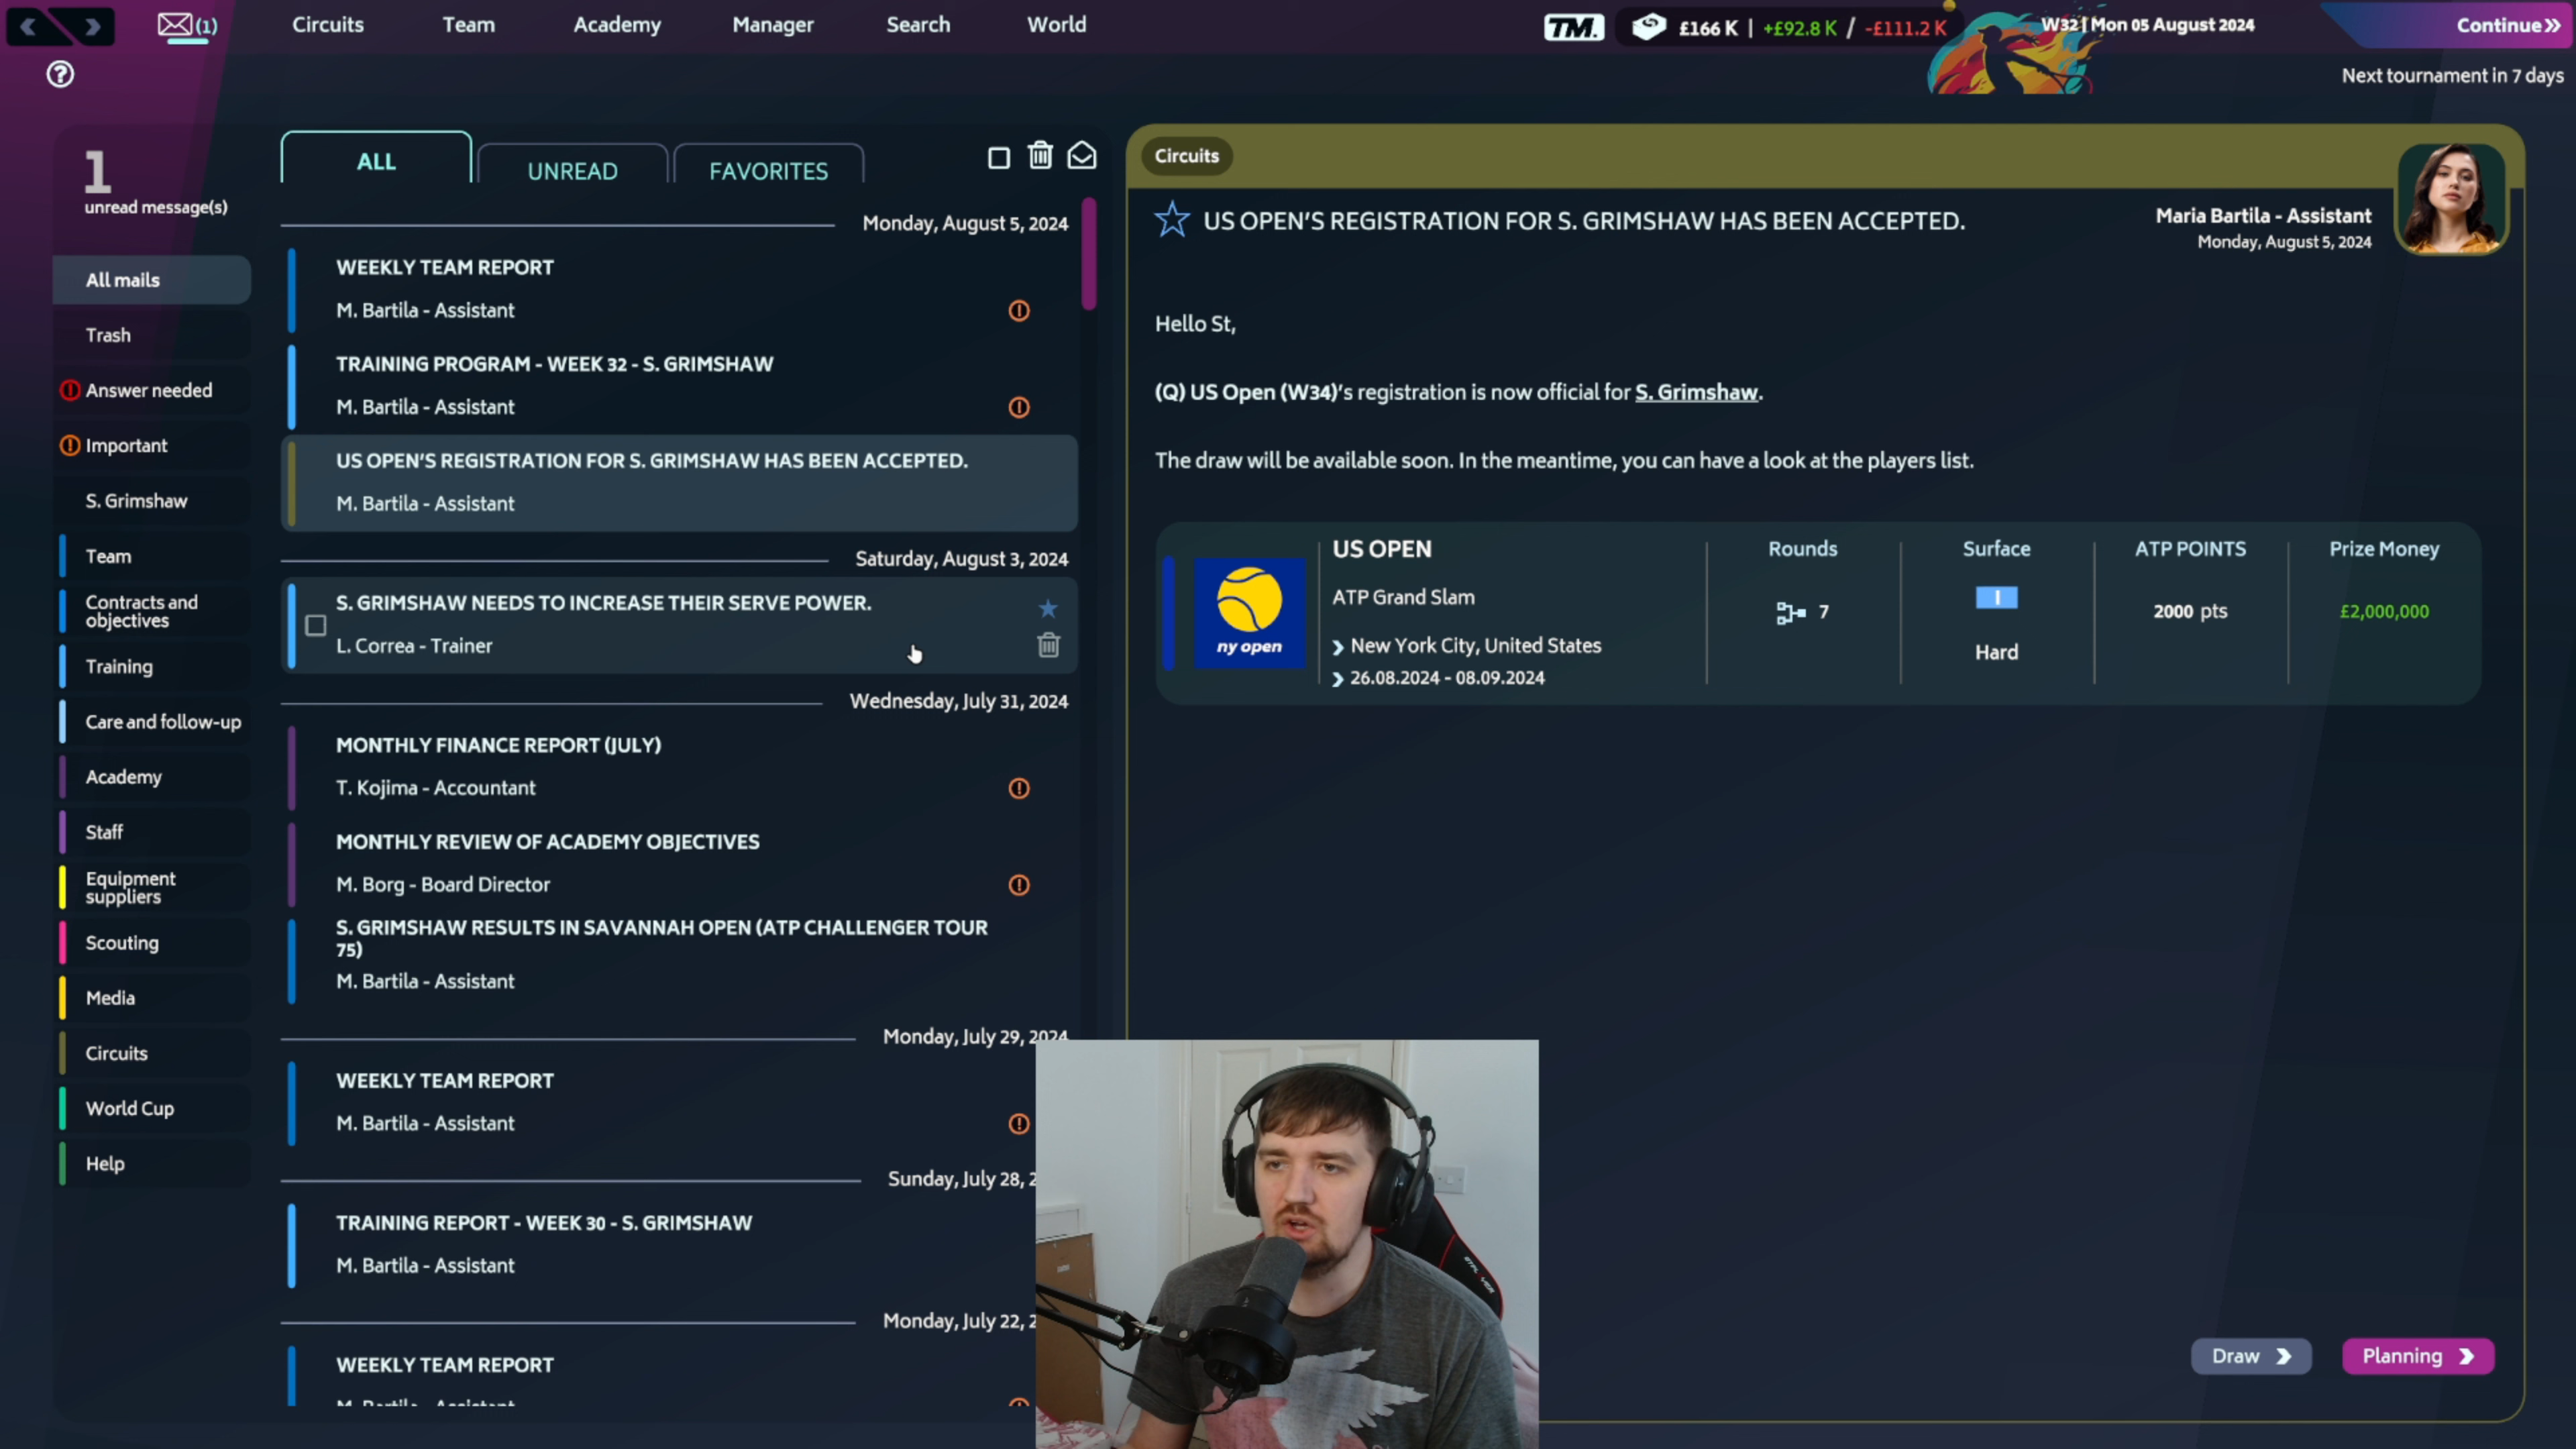 (1)
Circuits
Team
Academy
Manager
Search
World
TM.
£166 K | +£92.8 K / -£111.2 K
W32 | Mon 05 August 2024
Continue
Next tournament in 7 days
?
1
unread message(s)
All mails
Trash
Answer needed
Important
S. Grimshaw
Team
Contracts and
objectives
Training
Care and follow-up
Academy
Staff
Equipment
suppliers
Scouting
Media
Circuits
World Cup
Help
ALL
UNREAD
FAVORITES
Monday, August 5, 2024
WEEKLY TEAM REPORT
M. Bartila - Assistant
TRAINING PROGRAM - WEEK 32 - S. GRIMSHAW
M. Bartila - Assistant
US OPEN'S REGISTRATION FOR S. GRIMSHAW HAS BEEN ACCEPTED.
M. Bartila - Assistant
Saturday, August 3, 2024
S. GRIMSHAW NEEDS TO INCREASE THEIR SERVE POWER.
L. Correa - Trainer
Wednesday, July 31, 2024
MONTHLY FINANCE REPORT (JULY)
T. Kojima - Accountant
MONTHLY REVIEW OF ACADEMY OBJECTIVES
M. Borg - Board Director
S. GRIMSHAW RESULTS IN SAVANNAH OPEN (ATP CHALLENGER TOUR
75)
M. Bartila - Assistant
Monday, July 29, 2024
WEEKLY TEAM REPORT
M. Bartila - Assistant
Sunday, July 28, 2
TRAINING REPORT - WEEK 30 - S. GRIMSHAW
M. Bartila - Assistant
Monday, July 22, 2
WEEKLY TEAM REPORT
M. Bartila - Assistant
Circuits
US OPEN'S REGISTRATION FOR S. GRIMSHAW HAS BEEN ACCEPTED.
Maria Bartila - Assistant
Monday, August 5, 2024
Hello St,
(Q) US Open (W34)'s registration is now official for S. Grimshaw.
The draw will be available soon. In the meantime, you can have a look at the players list.
ny open
US OPEN
ATP Grand Slam
New York City, United States
26.08.2024 - 08.09.2024
Rounds
7
Surface
Hard
ATP POINTS
2000 pts
Prize Money
£2,000,000
Draw
Planning